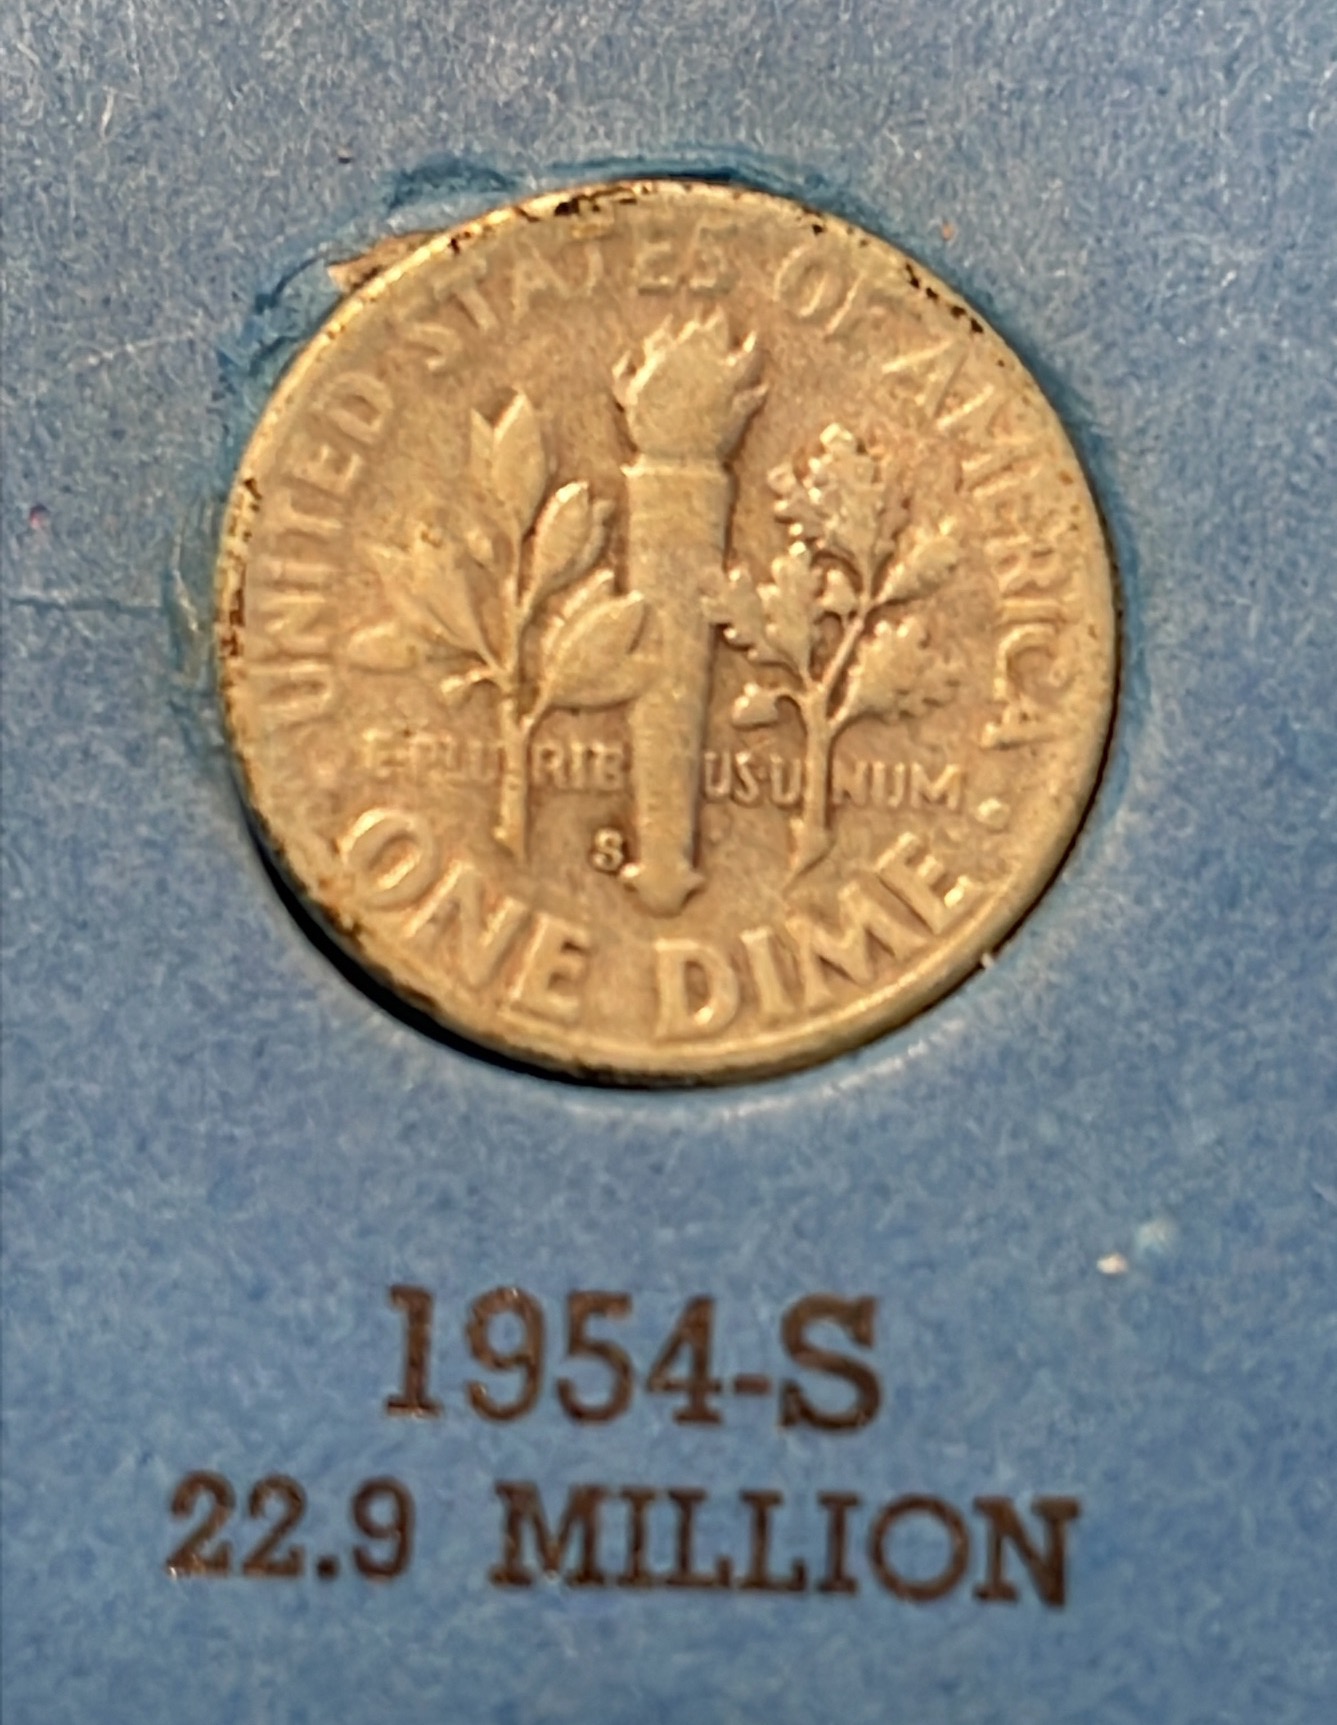 UNITED STATES OF AMERICA
E·PLURIBUS·UNUM
S
ONE DIME
1954-S
22.9 MILLION